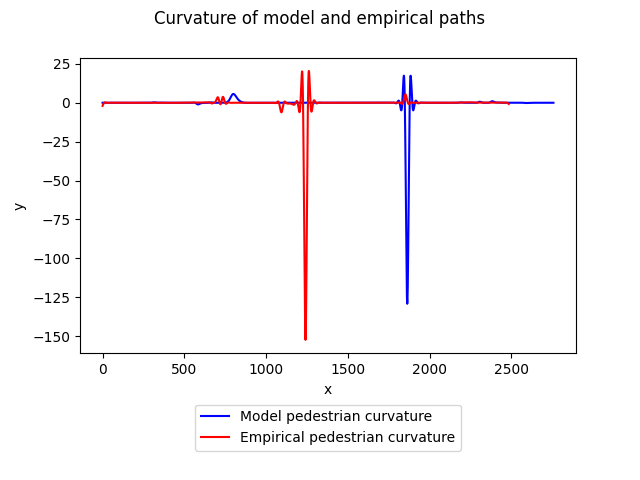 Curvature of model and empirical paths
25
0
−25
−50
−75
−100
−125
−150
y
0 500 1000 1500 2000 2500
x
Model pedestrian curvature
Empirical pedestrian curvature